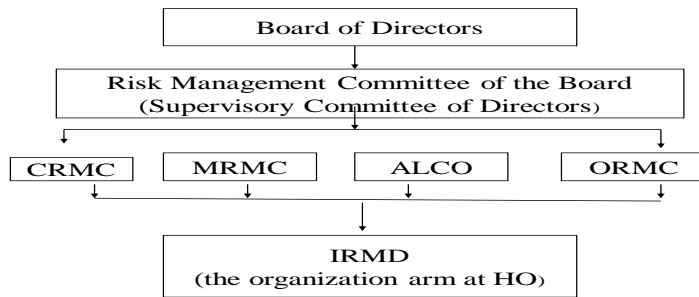 Board of Directors
Risk Management Committee of the Board
(Supervisory Committee of Directors)
CRMC
MRMC
ALCO
ORMC
IRMD
(the organization arm at HO)